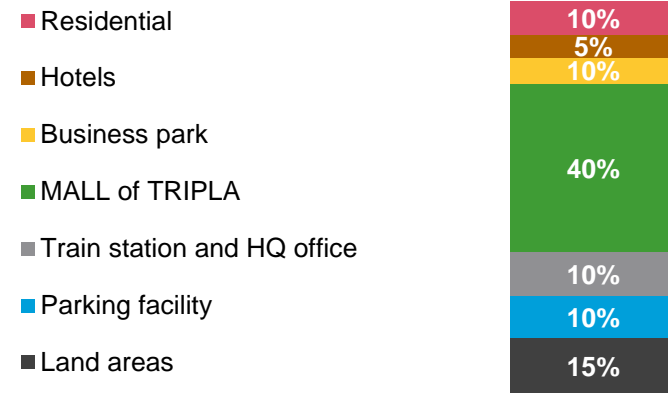 Residential
Hotels
Business park
MALL of TRIPLA
Train station and HQ office
Parking facility
Land areas
10%
5%
10%
40%
10%
10%
15%